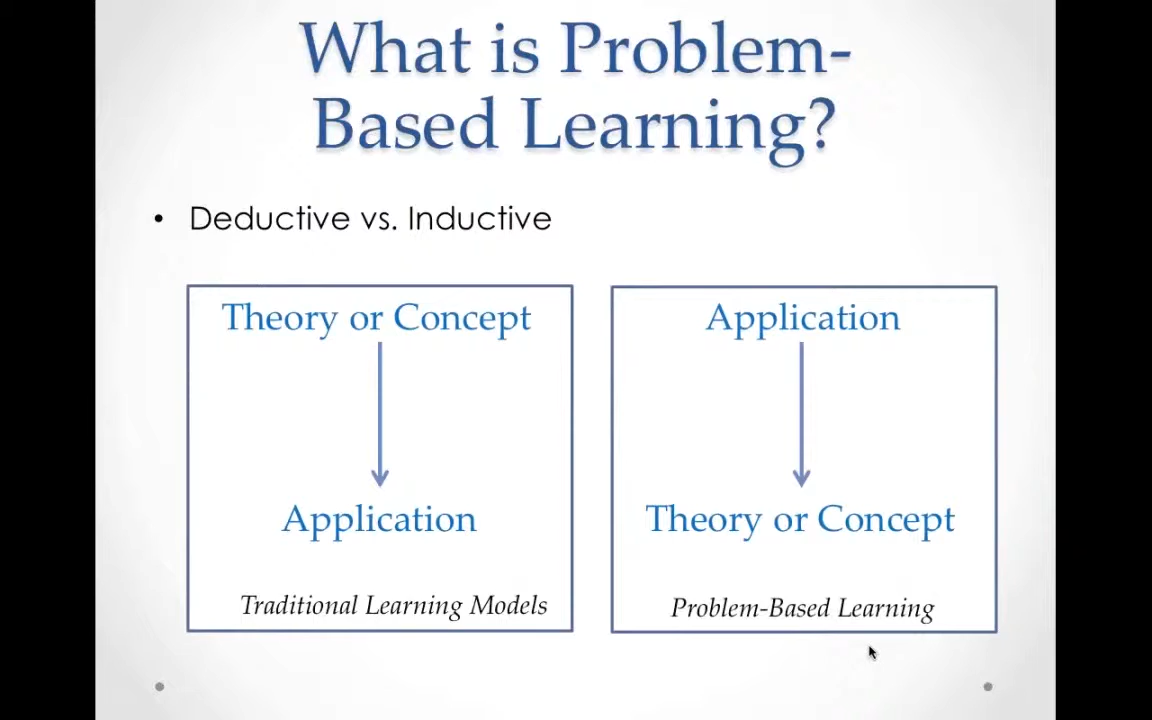 What is Problem-
Based Learning?
• Deductive vs. Inductive
Theory or Concept
Application
Traditional Learning Models
Application
Theory or Concept
Problem-Based Learning